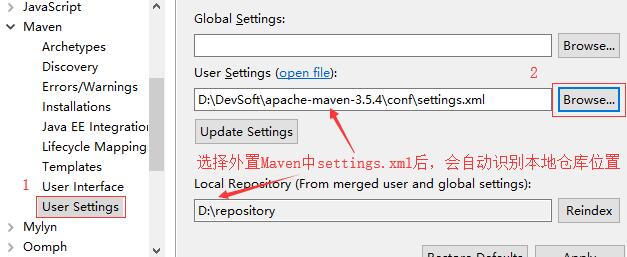 JavaScript
Maven
Archetypes
Discovery
Errors/Warnings
Installations
Java EE Integration
Lifecycle Mapping
Templates
1 User Interface
User Settings
Mylyn
Oomph
Global Settings:
Browse...
User Settings (open file):
2
D:\DevSoft\apache-maven-3.5.4\conf\settings.xml
Browse...
Update Settings
选择外置Maven中settings.xml后，会自动识别本地仓库位置
Local Repository (From merged user and global settings):
D:\repository
Reindex
Restore Defaults
Apply